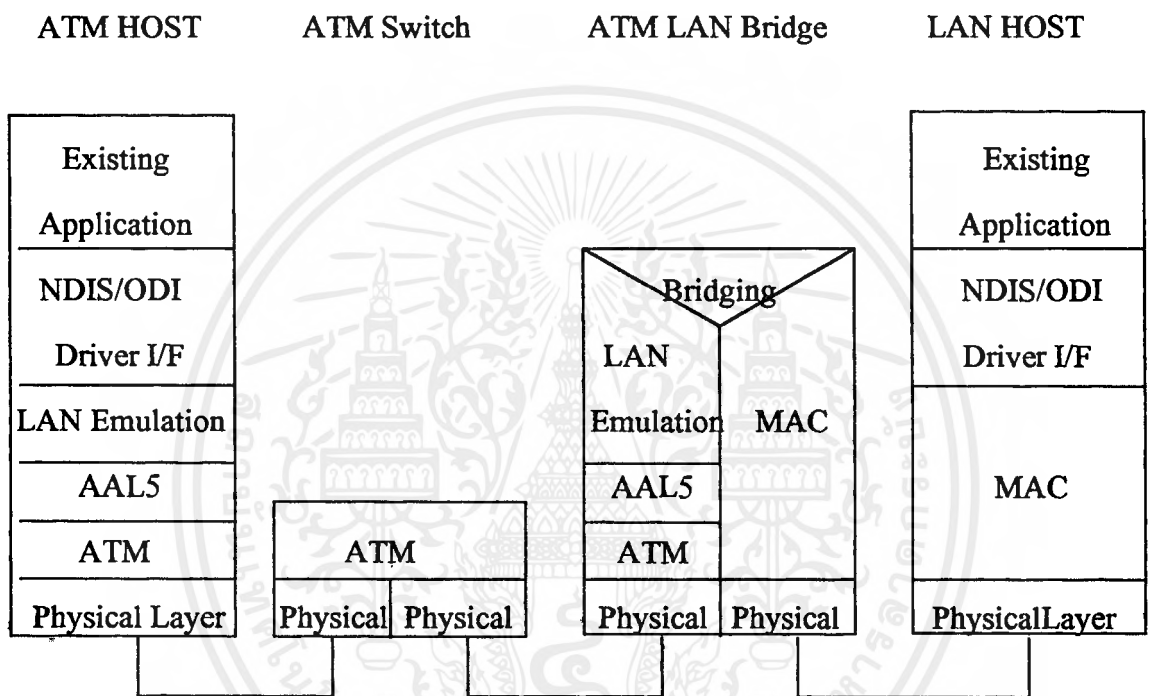 ATM HOST
ATM Switch
ATM LAN Bridge
LAN HOST
Existing
Application
NDIS/ODI
Driver I/F
LAN Emulation
AAL5
ATM
Physical Layer
ATM
Physical
Physical
Bridging
LAN
Emulation
AAL5
ATM
Physical
MAC
Physical
Existing
Application
NDIS/ODI
Driver I/F
MAC
PhysicalLayer